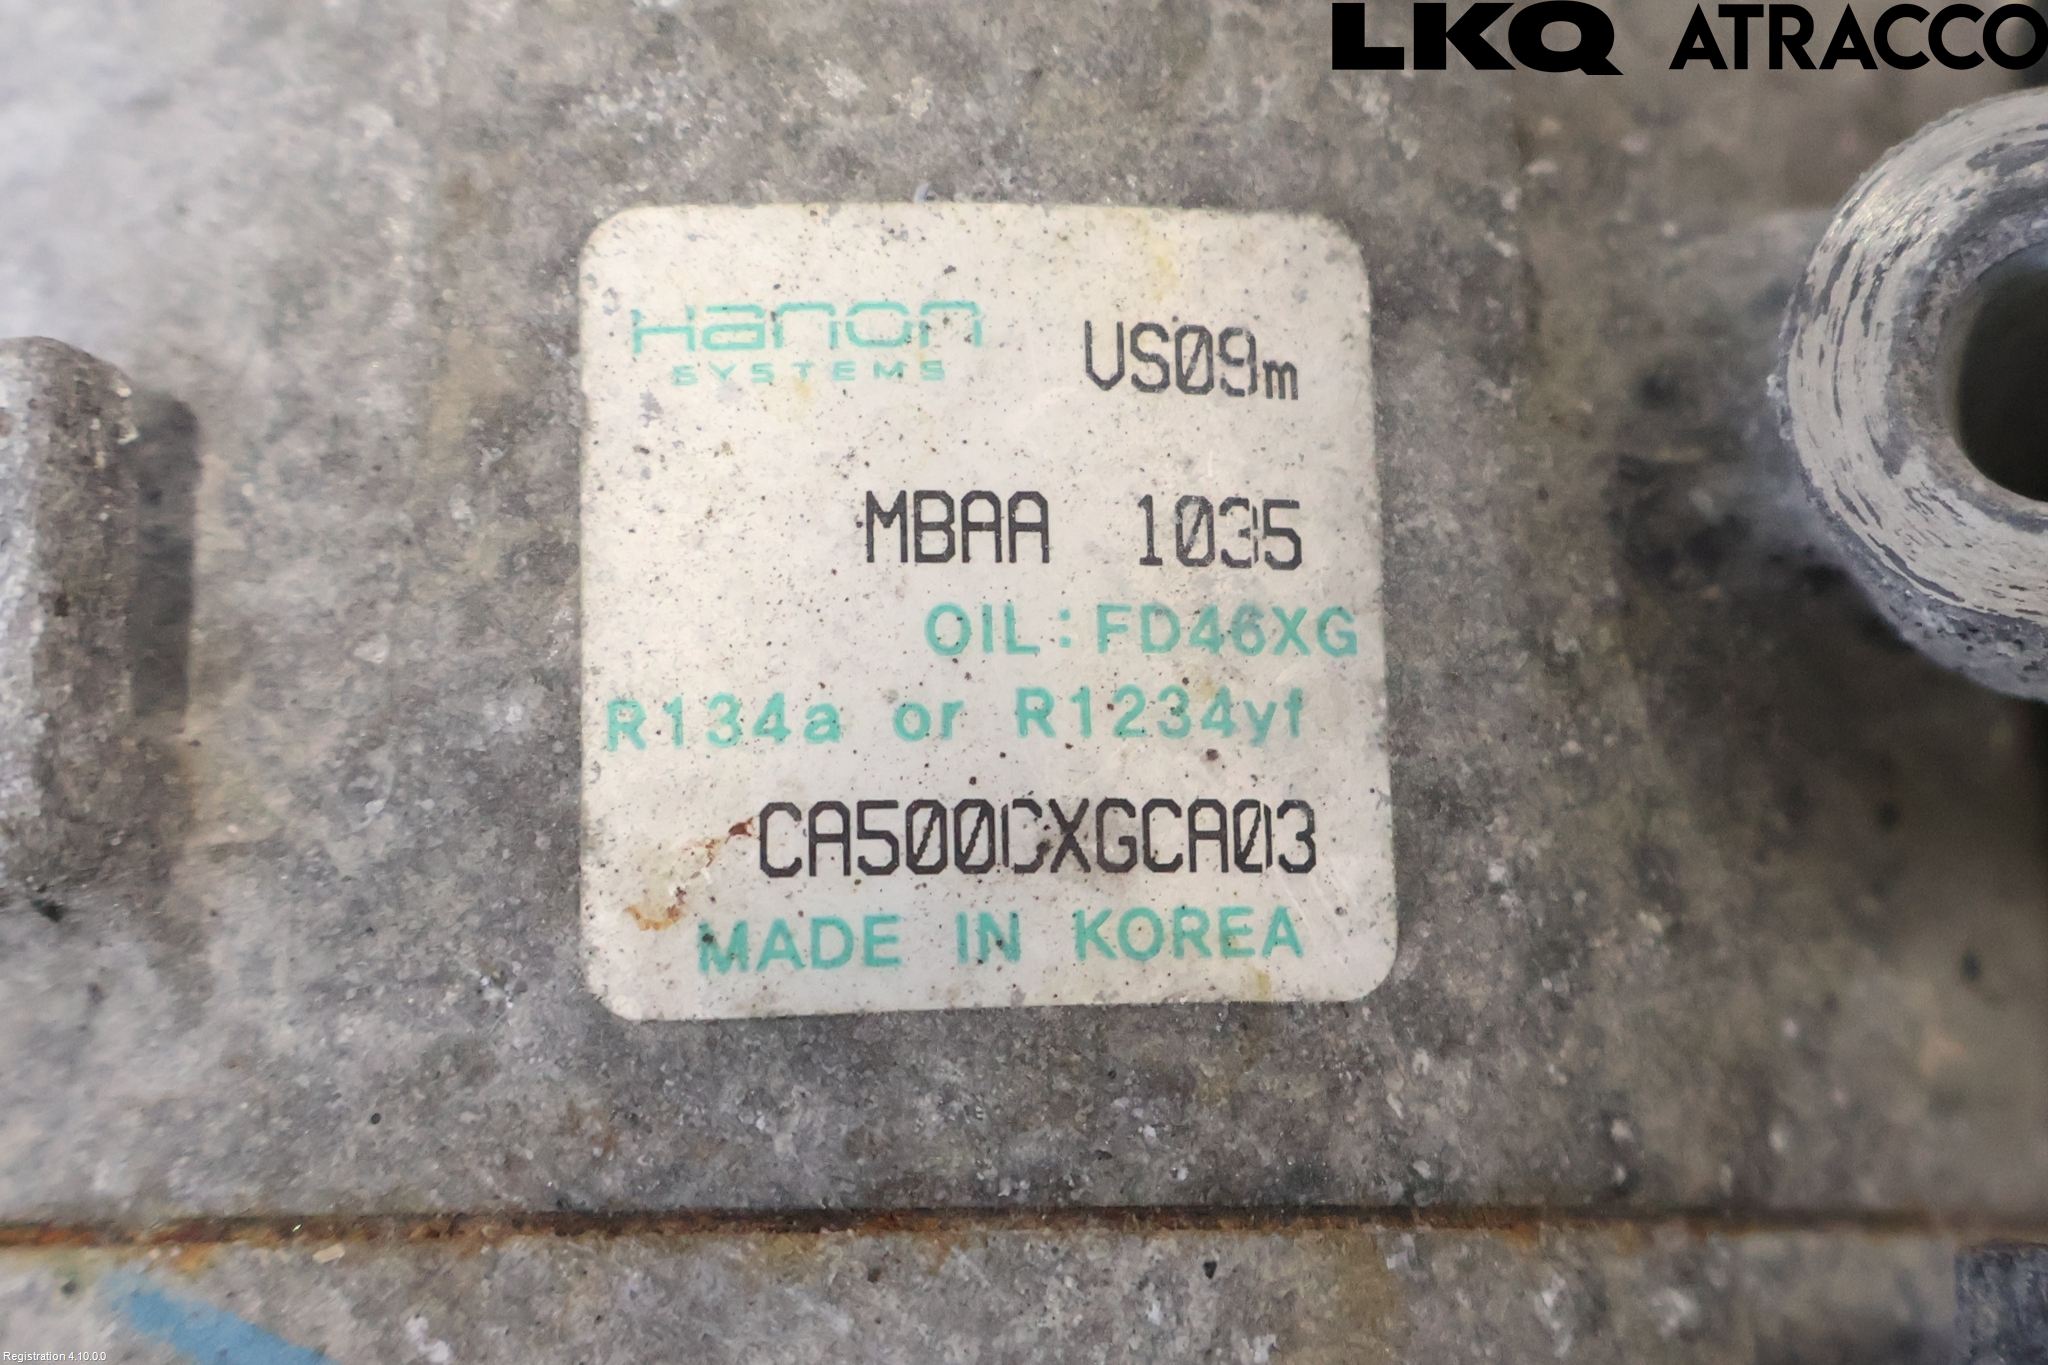 LKQ ATRACCO
Hanon
SYSTEMS
VS09m
MBAA 1035
OIL: FD46XG
R134a or R1234yf
CA500CXGCA03
MADE IN KOREA
Registration 4.10.0.0